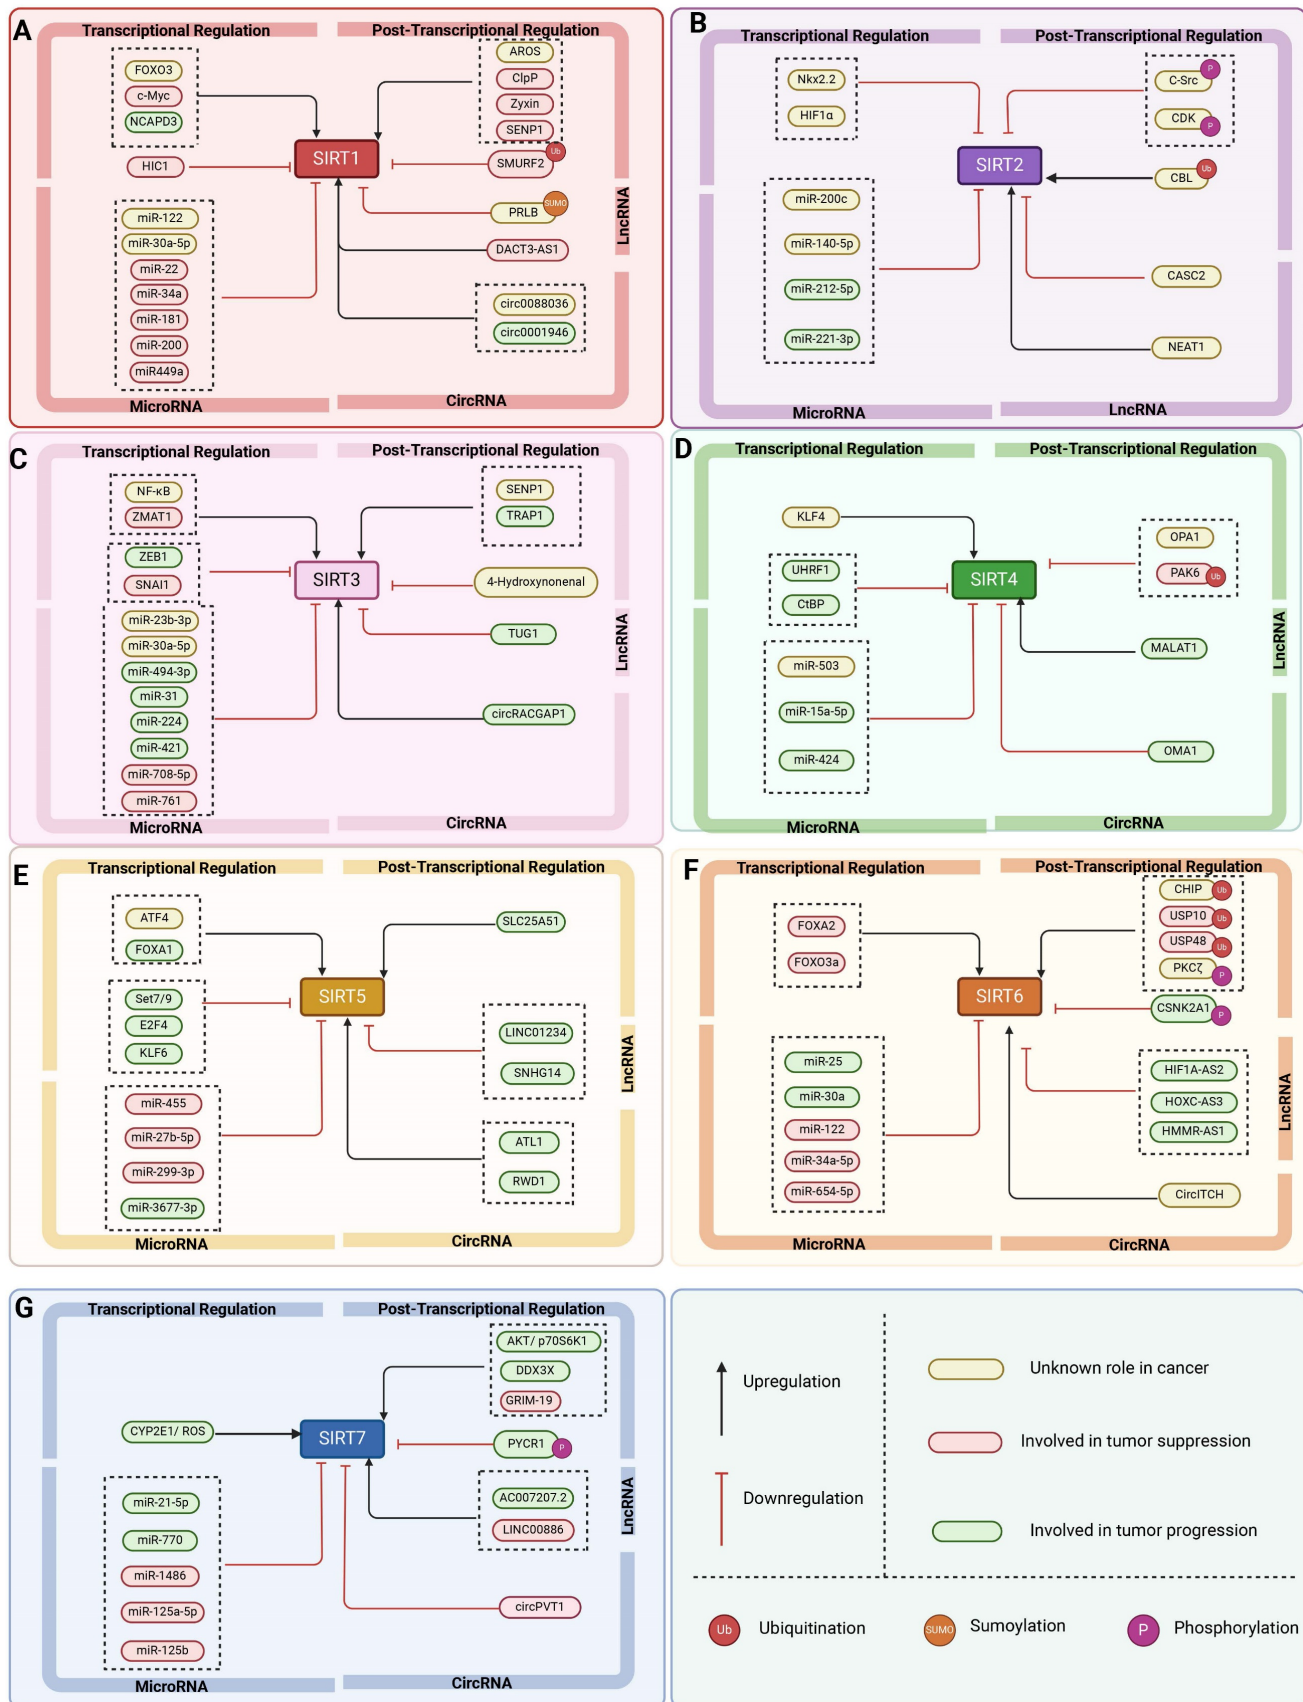 A
Transcriptional Regulation
Post-Transcriptional Regulation
FOXO3
c-Myc
NCAPD3
HIC1
miR-122
miR-30a-5p
miR-22
miR-34a
miR-181
miR-200
miR449a
SIRT1
AROS
ClpP
Zyxin
SENP1
SMURF2
Ub
PRLB
SUMO
DACT3-AS1
circ0088036
circ0001946
LncRNA
MicroRNA
CircRNA
B
Transcriptional Regulation
Post-Transcriptional Regulation
Nkx2.2
HIF1α
miR-200c
miR-140-5p
miR-212-5p
miR-221-3p
SIRT2
C-Src
P
CDK
P
CBL
Ub
CASC2
NEAT1
MicroRNA
LncRNA
C
Transcriptional Regulation
Post-Transcriptional Regulation
NF-κB
ZMAT1
ZEB1
SNAI1
miR-23b-3p
miR-30a-5p
miR-494-3p
miR-31
miR-224
miR-421
miR-708-5p
miR-761
SIRT3
SENP1
TRAP1
4-Hydroxynonenal
TUG1
circRACGAP1
LncRNA
MicroRNA
CircRNA
D
Transcriptional Regulation
Post-Transcriptional Regulation
KLF4
UHRF1
CtBP
miR-503
miR-15a-5p
miR-424
SIRT4
OPA1
PAK6
Ub
MALAT1
OMA1
LncRNA
MicroRNA
CircRNA
E
Transcriptional Regulation
Post-Transcriptional Regulation
ATF4
FOXA1
Set7/9
E2F4
KLF6
miR-455
miR-27b-5p
miR-299-3p
miR-3677-3p
SIRT5
SLC25A51
LINC01234
SNHG14
ATL1
RWD1
LncRNA
MicroRNA
CircRNA
F
Transcriptional Regulation
Post-Transcriptional Regulation
FOXA2
FOXO3a
miR-25
miR-30a
miR-122
miR-34a-5p
miR-654-5p
SIRT6
CHIP
Ub
USP10
Ub
USP48
Ub
PKCζ
P
CSNK2A1
P
HIF1A-AS2
HOXC-AS3
HMMR-AS1
CircITCH
LncRNA
MicroRNA
CircRNA
G
Transcriptional Regulation
Post-Transcriptional Regulation
CYP2E1/ ROS
miR-21-5p
miR-770
miR-1486
miR-125a-5p
miR-125b
SIRT7
AKT/ p70S6K1
DDX3X
GRIM-19
PYCR1
P
AC007207.2
LINC00886
circPVT1
LncRNA
MicroRNA
CircRNA
Upregulation
Downregulation
Unknown role in cancer
Involved in tumor suppression
Involved in tumor progression
Ub
Ubiquitination
SUMO
Sumoylation
P
Phosphorylation